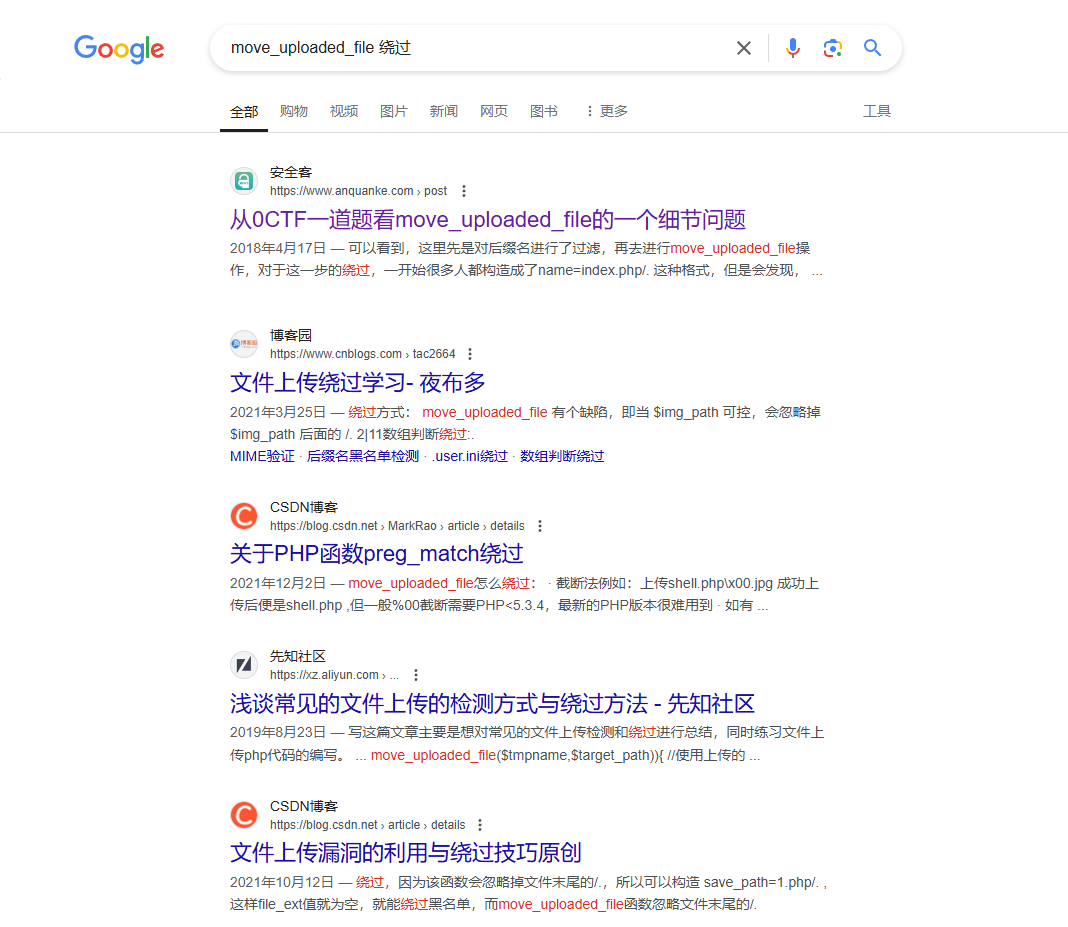 Google
move_uploaded_file 绕过
全部 购物 视频 图片 新闻 网页 图书 更多 工具
安全客
https://www.anquanke.com › post
从0CTF一道题看move_uploaded_file的一个细节问题
2018年4月17日 — 可以看到，这里先是对后缀名进行了过滤，再去进行move_uploaded_file操
作，对于这一步的绕过，一开始很多人都构造成了name=index.php/. 这种格式，但是会发现， ...
博客园
https://www.cnblogs.com › tac2664
文件上传绕过学习- 夜布多
2021年3月25日 — 绕过方式： move_uploaded_file 有个缺陷，即当 $img_path 可控，会忽略掉
$img_path 后面的 /. 2|11数组判断绕过:.
MIME验证 · 后缀名黑名单检测 · .user.ini绕过 · 数组判断绕过
CSDN博客
https://blog.csdn.net › MarkRao › article › details
关于PHP函数preg_match绕过
2021年12月2日 — move_uploaded_file怎么绕过： · 截断法例如：上传shell.php\x00.jpg 成功上
传后便是shell.php ,但一般%00截断需要PHP<5.3.4，最新的PHP版本很难用到 · 如有 ...
先知社区
https://xz.aliyun.com › ...
浅谈常见的文件上传的检测方式与绕过方法 - 先知社区
2019年8月23日 — 写这篇文章主要是想对常见的文件上传检测和绕过进行总结，同时练习文件上
传php代码的编写。 ... move_uploaded_file($tmpname,$target_path)){ //使用上传的 ...
CSDN博客
https://blog.csdn.net › article › details
文件上传漏洞的利用与绕过技巧原创
2021年10月12日 — 绕过，因为该函数会忽略掉文件末尾的/.，所以可以构造 save_path=1.php/. ,
这样file_ext值就为空，就能绕过黑名单，而move_uploaded_file函数忽略文件末尾的/.